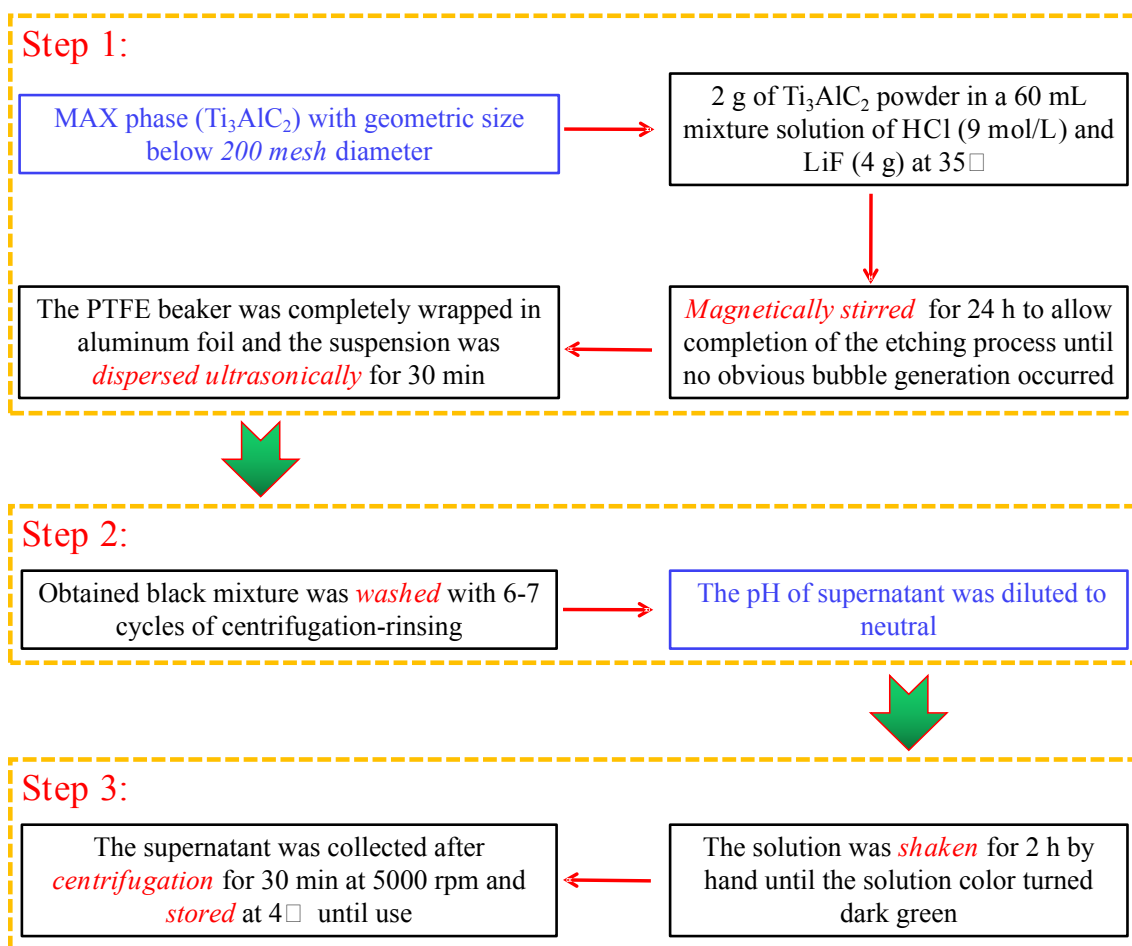 Step 1:
MAX phase (Ti₃AlC₂) with geometric size
below 200 mesh diameter
2 g of Ti₃AlC₂ powder in a 60 mL
mixture solution of HCl (9 mol/L) and
LiF (4 g) at 35□
Magnetically stirred for 24 h to allow
completion of the etching process until
no obvious bubble generation occurred
The PTFE beaker was completely wrapped in
aluminum foil and the suspension was
dispersed ultrasonically for 30 min
Step 2:
Obtained black mixture was washed with 6-7
cycles of centrifugation-rinsing
The pH of supernatant was diluted to
neutral
Step 3:
The solution was shaken for 2 h by
hand until the solution color turned
dark green
The supernatant was collected after
centrifugation for 30 min at 5000 rpm and
stored at 4□ until use